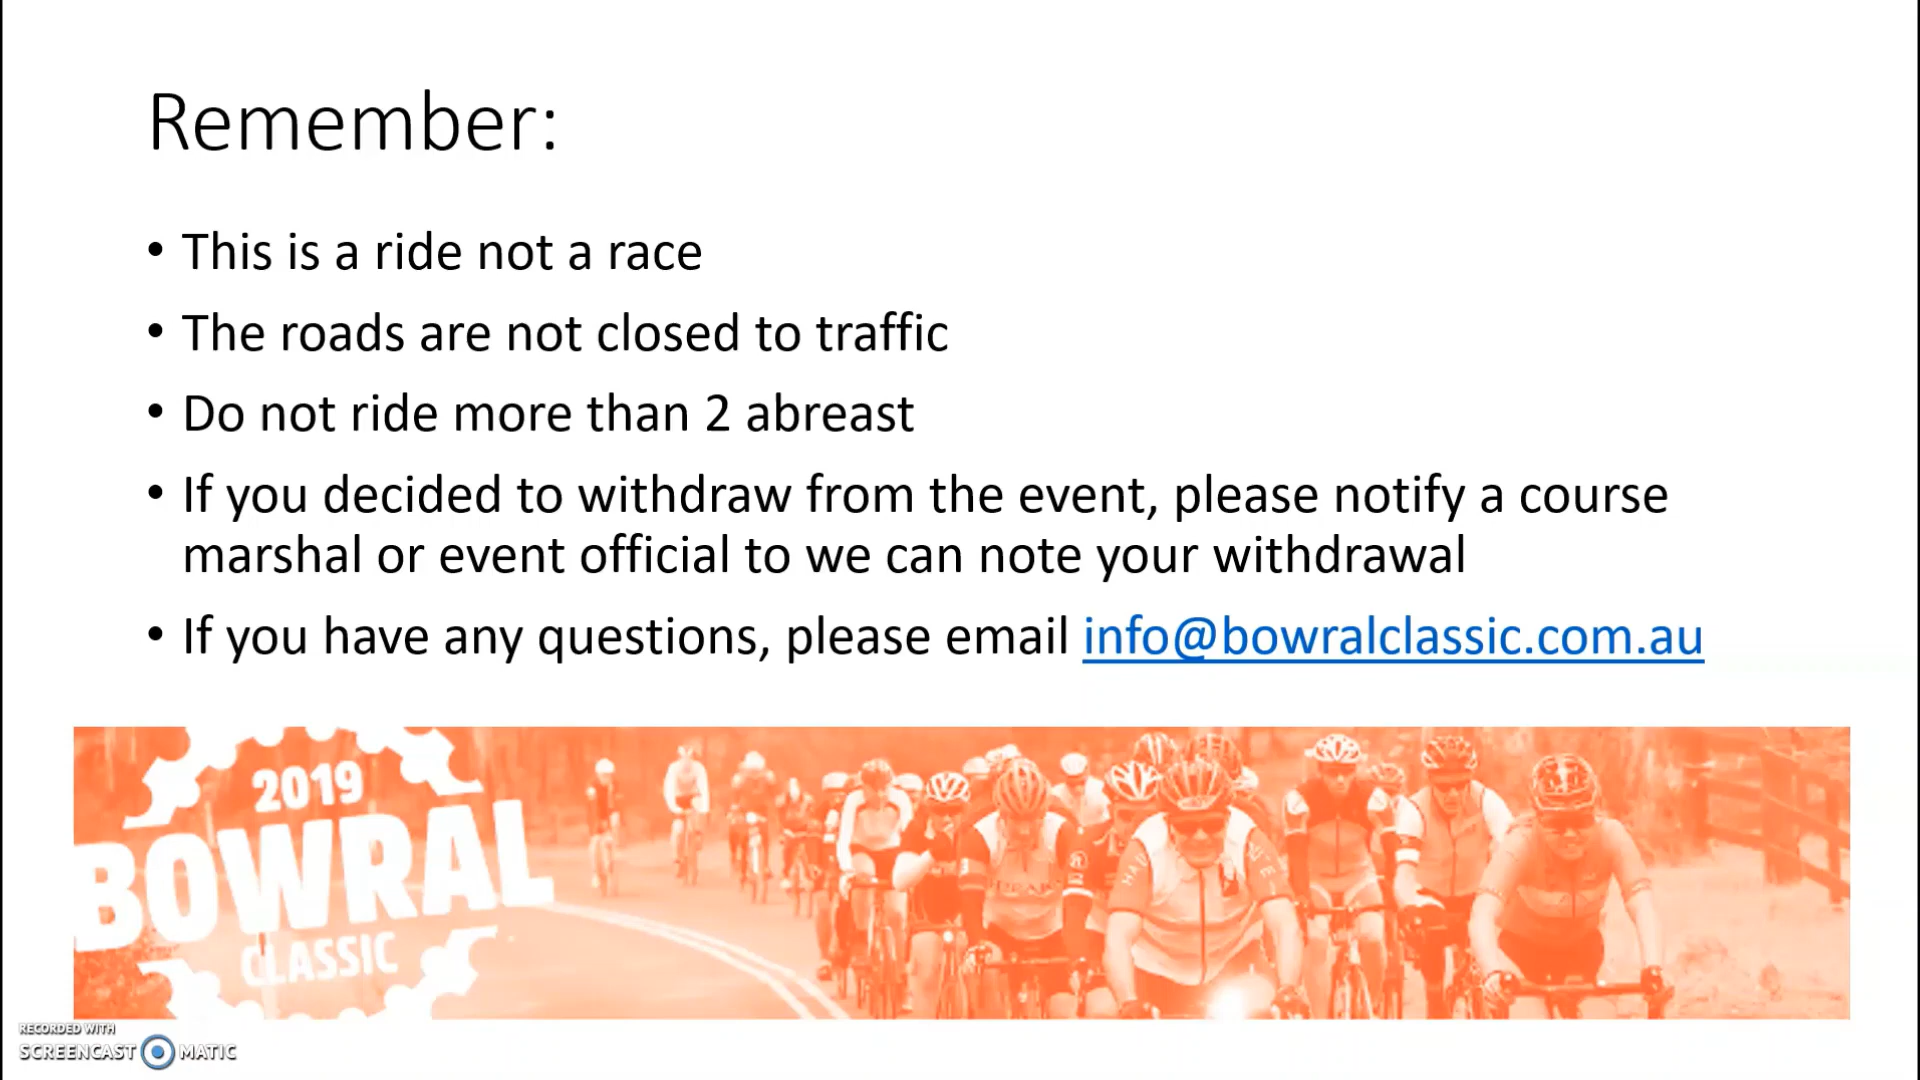 Remember:
• This is a ride not a race
• The roads are not closed to traffic
• Do not ride more than 2 abreast
• If you decided to withdraw from the event, please notify a course
marshal or event official to we can note your withdrawal
• If you have any questions, please email info@bowralclassic.com.au
2019
BOWRAL
CLASSIC
RECORDED WITH
SCREENCAST MATIC